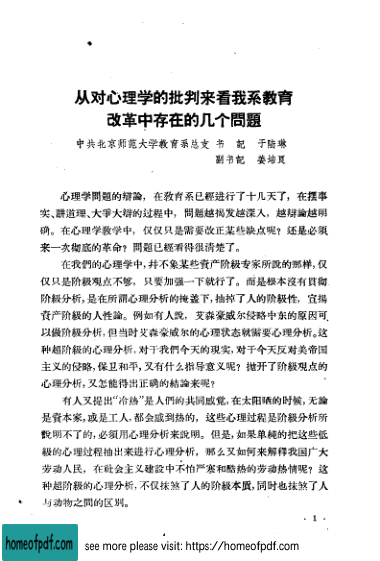 从对心理学的批判来看我系教育
改革中存在的几个問題
中共北京师范大学教育系总支 书 記 于陆琳
副书記 姜培良
心理学問題的辯論，在教育系已經進行了十几天了，在摆事
实、講道理、大爭大辯的过程中，問題越揭发越深入，越辯論越明
确。在心理学教学中，仅仅只是需要改正某些缺点呢？还是必須
来一次彻底的革命？問題已經看得很清楚了。
在我們的心理学中，并不象某些資产阶級专家所說的那样，仅
仅只是阶級观点不够，只要加强一下就行了。而是根本沒有貫彻
阶級分析，是在所謂心理分析的掩盖下，抽掉了人的阶級性，宣揚
資产阶級的人性論。例如有人說，艾森豪威尔侵略中东的原因可
以做阶級分析，但当时艾森豪威尔的心理状态就需要心理分析。这
种超阶級的心理分析，对于我們今天的現实，对于今天反对美帝国
主义的侵略，保卫和平，又有什么指导意义呢？抛开了阶級观点的
心理分析，又怎能得出正确的結論来呢？
有人又提出“冷热”是人們的共同感觉，在太阳晒的时候，无論
是資本家，或是工人，都会感到热的，这些心理过程是阶級分析所
說明不了的，必須用心理分析来說明。但是，如果单純的把这些低
級的心理过程抽出来進行心理分析，那么又如何来解释我国广大
劳动人民，在社会主义建設中不怕严寒和酷热的劳动热情呢？这
种超阶級的心理分析，不仅抹煞了人的阶級本質，同时也抹煞了人
与动物之間的区別。
· 1 ·
homeofpdf.com
see more please visit: https://homeofpdf.com